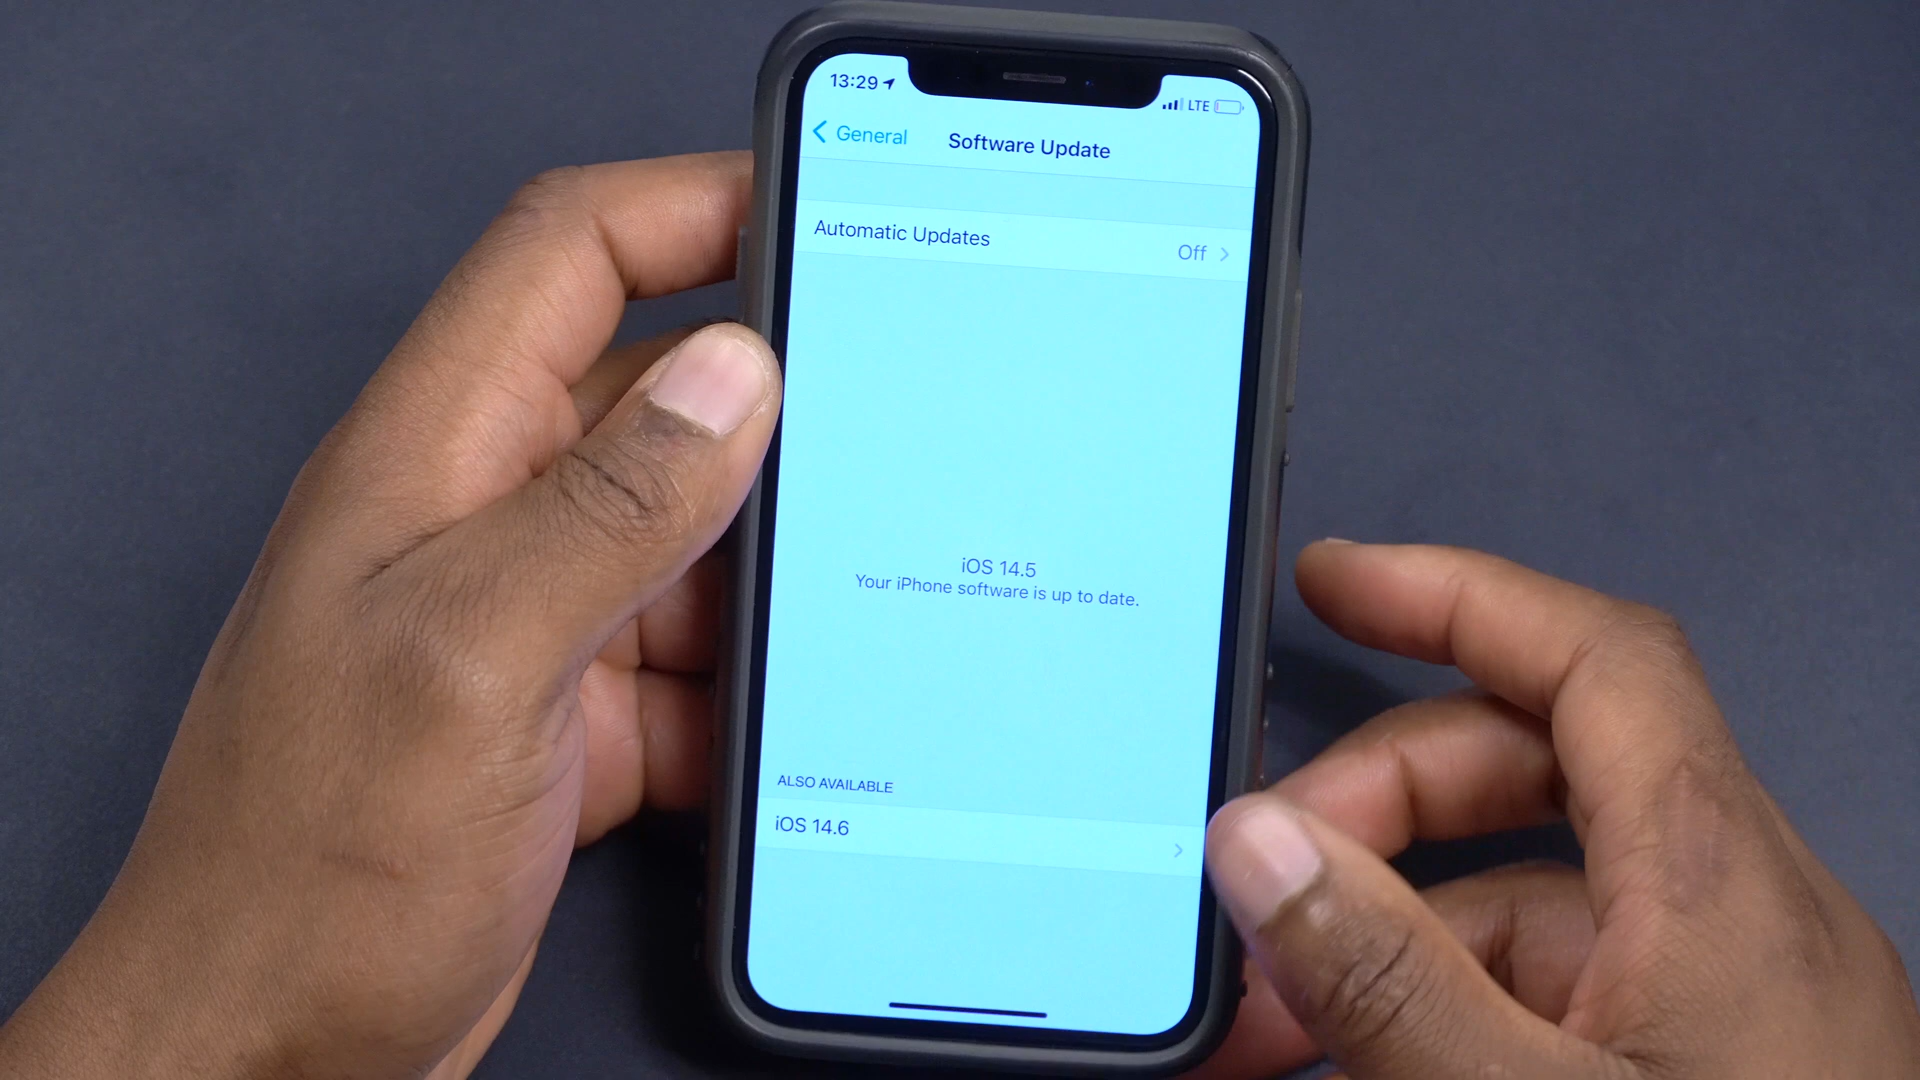 13:29
LTE
General
Software Update
Automatic Updates
Off
iOS 14.5
Your iPhone software is up to date.
ALSO AVAILABLE
iOS 14.6